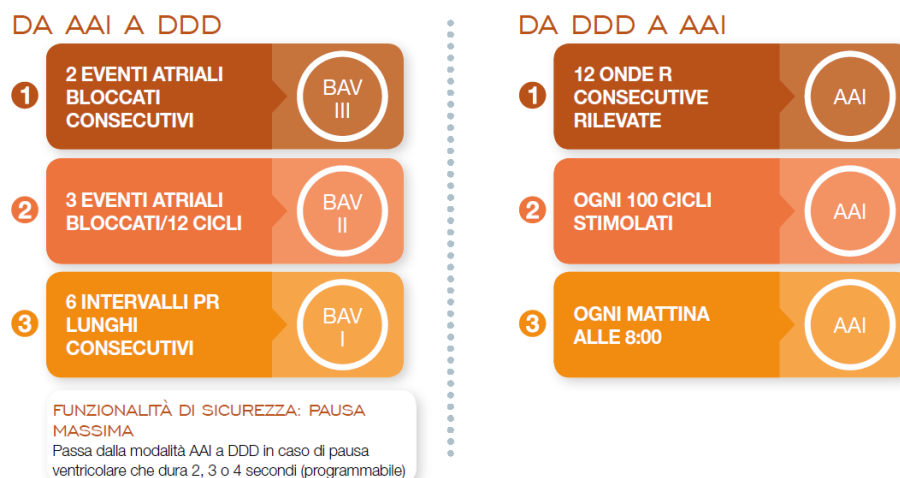 DA AAI A DDD
1
2 EVENTI ATRIALI
BLOCCATI
CONSECUTIVI
BAV
III
2
3 EVENTI ATRIALI
BLOCCATI/12 CICLI
BAV
II
3
6 INTERVALLI PR
LUNGHI
CONSECUTIVI
BAV
I
FUNZIONALITÀ DI SICUREZZA: PAUSA
MASSIMA
Passa dalla modalità AAI a DDD in caso di pausa
ventricolare che dura 2, 3 o 4 secondi (programmabile)
DA DDD A AAI
1
12 ONDE R
CONSECUTIVE
RILEVATE
AAI
2
OGNI 100 CICLI
STIMOLATI
AAI
3
OGNI MATTINA
ALLE 8:00
AAI